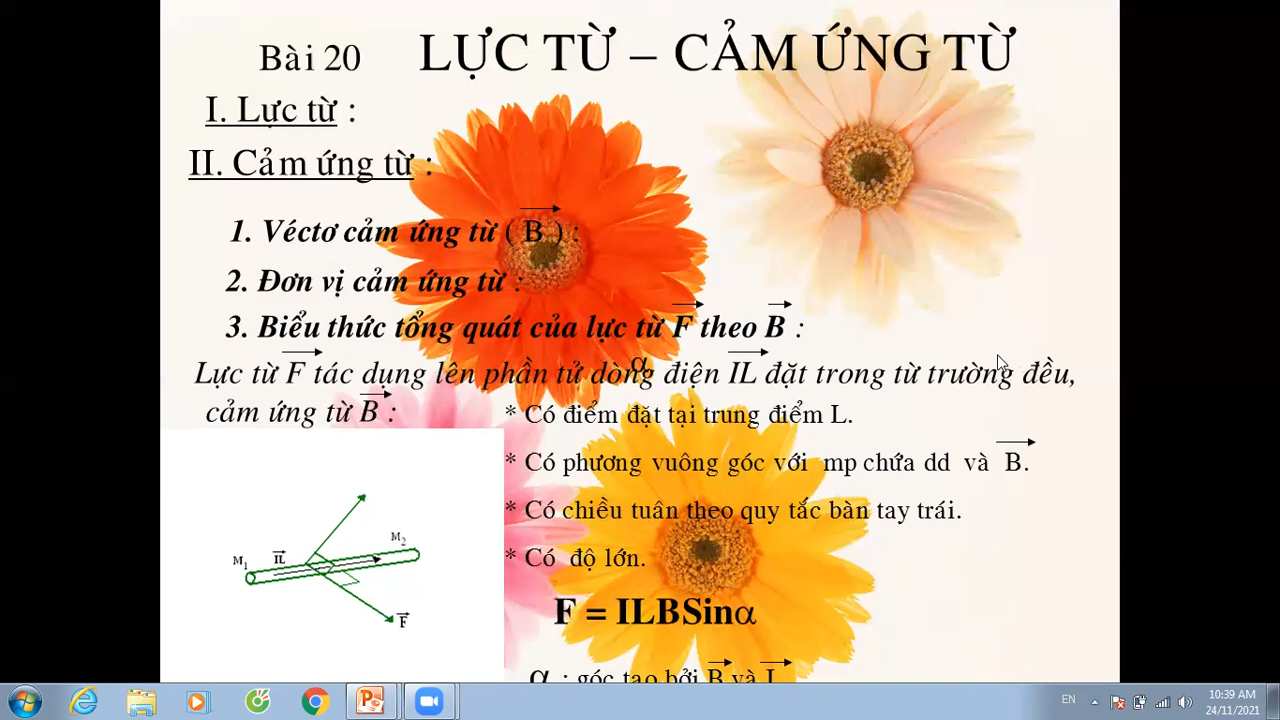 Bài 20 LỰC TỪ – CẢM ỨNG TỪ
I. Lực từ :
II. Cảm ứng từ :
1. Véctơ cảm ứng từ ( B ) :
2. Đơn vị cảm ứng từ :
3. Biểu thức tổng quát của lực từ F theo B :
α
Lực từ F tác dụng lên phần tử dòng điện IL đặt trong từ trường đều,
cảm ứng từ B :
* Có điểm đặt tại trung điểm L.
* Có phương vuông góc với mp chứa dd và B.
* Có chiều tuân theo quy tắc bàn tay trái.
* Có độ lớn.
F = ILBSinα
α : góc tạo bởi B và I
M1
IL
M2
F
EN
10:39 AM
24/11/2021